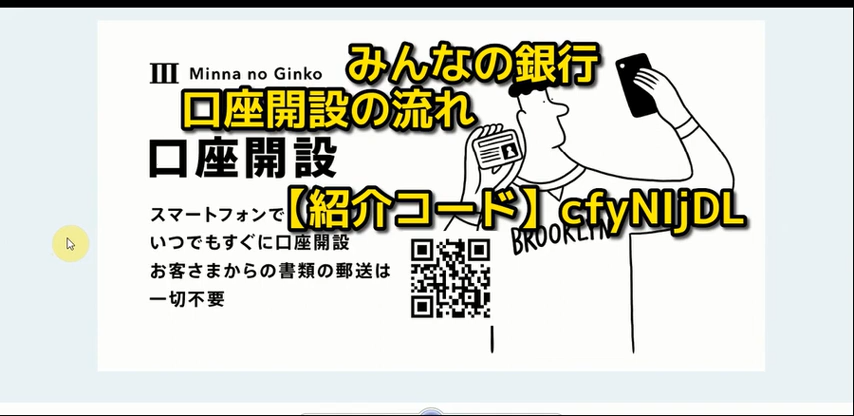 みんなの銀行
Minna no Ginko
口座開設の流れ
口座開設
【紹介コード】cfyNIjDL
スマートフォンで
いつでもすぐに口座開設
お客さまからの書類の郵送は
一切不要
BROOKLYN